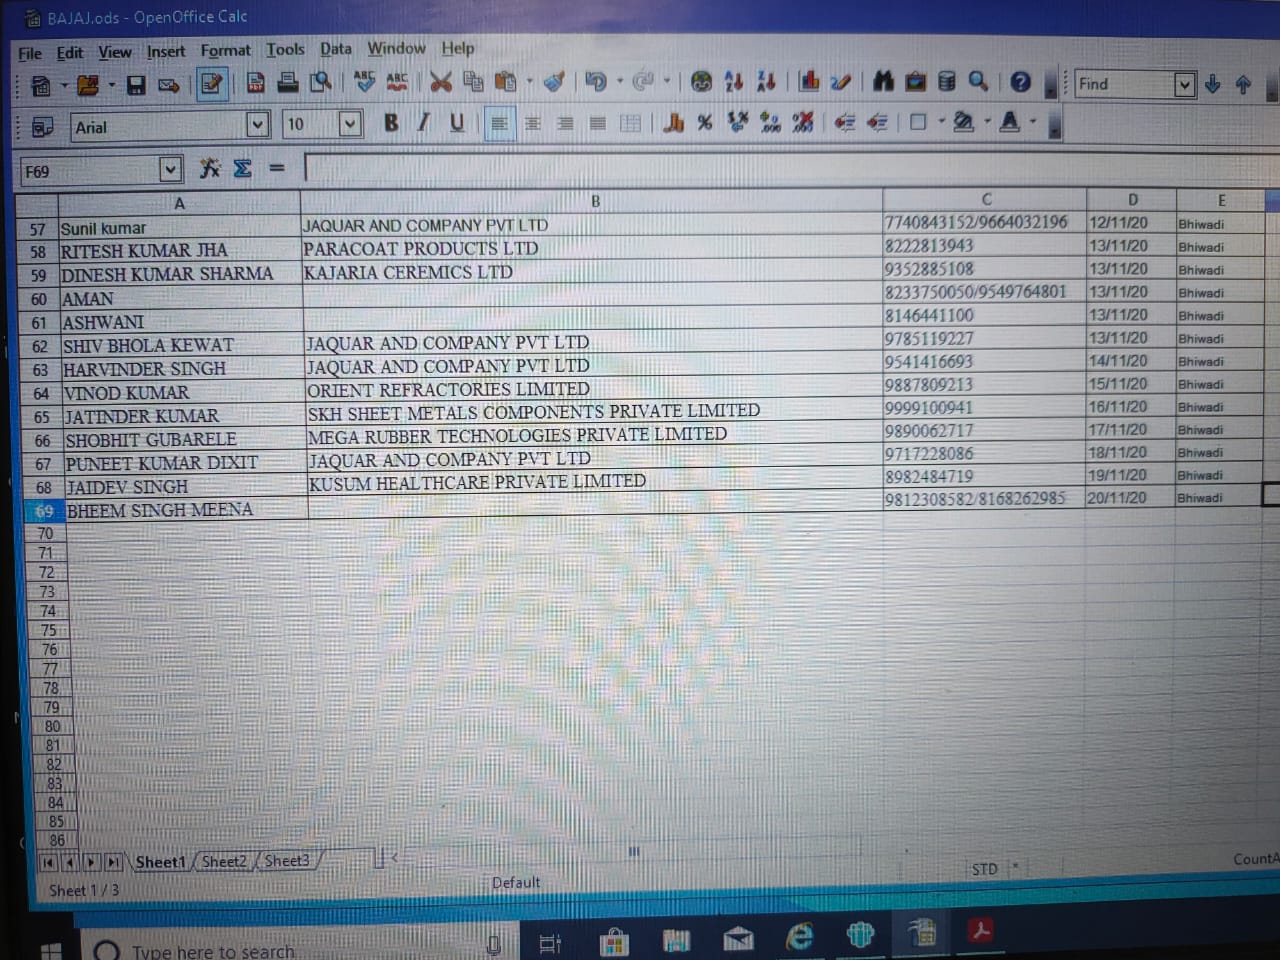 BAJAJ.ods - OpenOffice Calc
File Edit View Insert Format Tools Data Window Help
Find
Arial 10 B I U
F69
A B C D E
57 Sunil kumar JAQUAR AND COMPANY PVT LTD 7740843152/9664032196 12/11/20 Bhiwadi
58 RITESH KUMAR JHA PARACOAT PRODUCTS LTD 8222813943 13/11/20 Bhiwadi
59 DINESH KUMAR SHARMA KAJARIA CEREMICS LTD 9352885108 13/11/20 Bhiwadi
60 AMAN 8233750050/9549764801 13/11/20 Bhiwadi
61 ASHWANI 8146441100 13/11/20 Bhiwadi
62 SHIV BHOLA KEWAT JAQUAR AND COMPANY PVT LTD 9785119227 13/11/20 Bhiwadi
63 HARVINDER SINGH JAQUAR AND COMPANY PVT LTD 9541416693 14/11/20 Bhiwadi
64 VINOD KUMAR ORIENT REFRACTORIES LIMITED 9887809213 15/11/20 Bhiwadi
65 JATINDER KUMAR SKH SHEET METALS COMPONENTS PRIVATE LIMITED 9999100941 16/11/20 Bhiwadi
66 SHOBHIT GUBARELE MEGA RUBBER TECHNOLOGIES PRIVATE LIMITED 9890062717 17/11/20 Bhiwadi
67 PUNEET KUMAR DIXIT JAQUAR AND COMPANY PVT LTD 9717228086 18/11/20 Bhiwadi
68 JAIDEV SINGH KUSUM HEALTHCARE PRIVATE LIMITED 8982484719 19/11/20 Bhiwadi
69 BHEEM SINGH MEENA 9812308582/8168262985 20/11/20 Bhiwadi
70
71
72
73
74
75
76
77
78
79
80
81
82
83
84
85
86
Sheet1 Sheet2 Sheet3
Sheet 1 / 3 Default STD * CountA
Type here to search